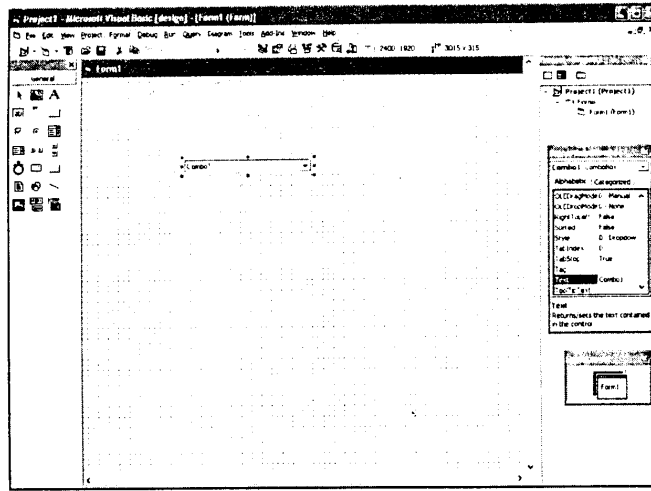 Project1 - Microsoft Visual Basic [design] - [Form1 (Form)]
File Edit View Project Format Debug Run Query Diagram Tools Add-Ins Window Help
2400, 1920 3015 x 315
Form1
General
A
ab
Combo1
Project1 (Project1)
Forms
Form1 (Form1)
Combo1 ComboBox
Alphabetic Categorized
OLEDragMode 0 - Manual
OLEDropMode 0 - None
RightToLeft False
Sorted False
Style 0 - Dropdow
TabIndex 0
TabStop True
Tag
Text Combo1
ToolTipText
Text
Returns/sets the text contained
in the control
Form1